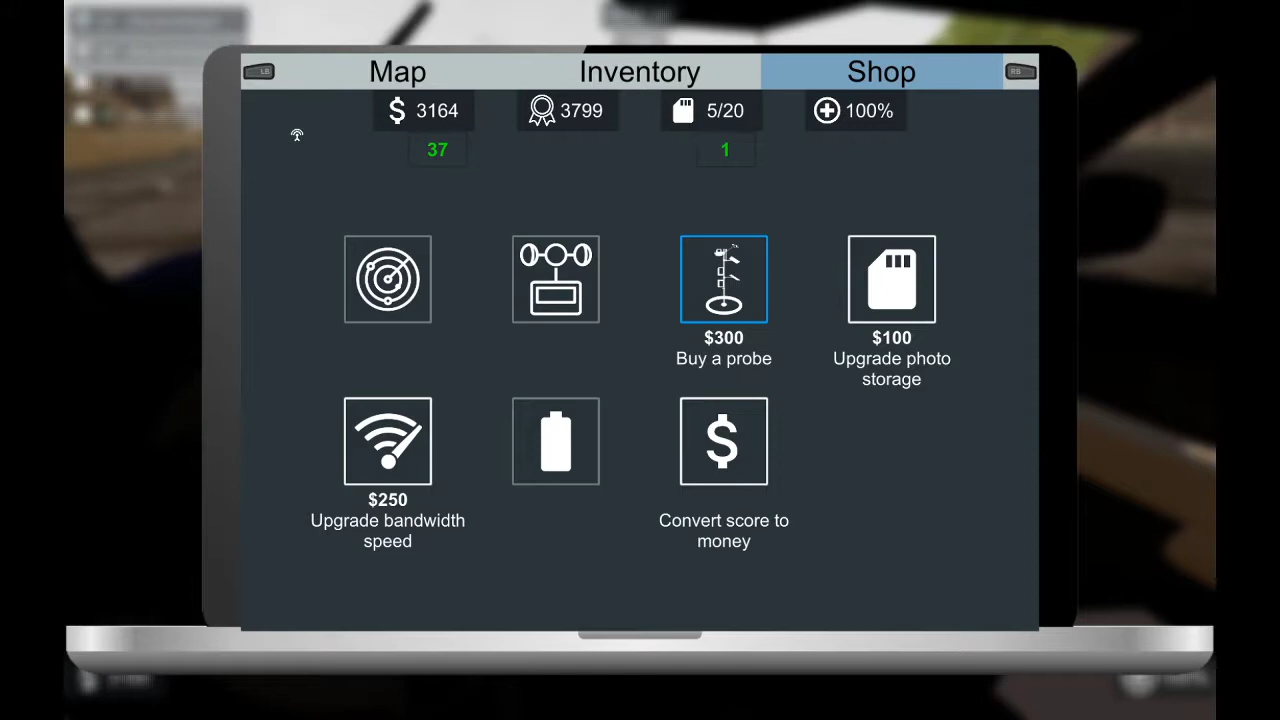 LB Map Inventory Shop RB
3164 3799 5/20 100%
37 1
$300 $100
Buy a probe Upgrade photo
storage
$250
Upgrade bandwidth Convert score to
speed money